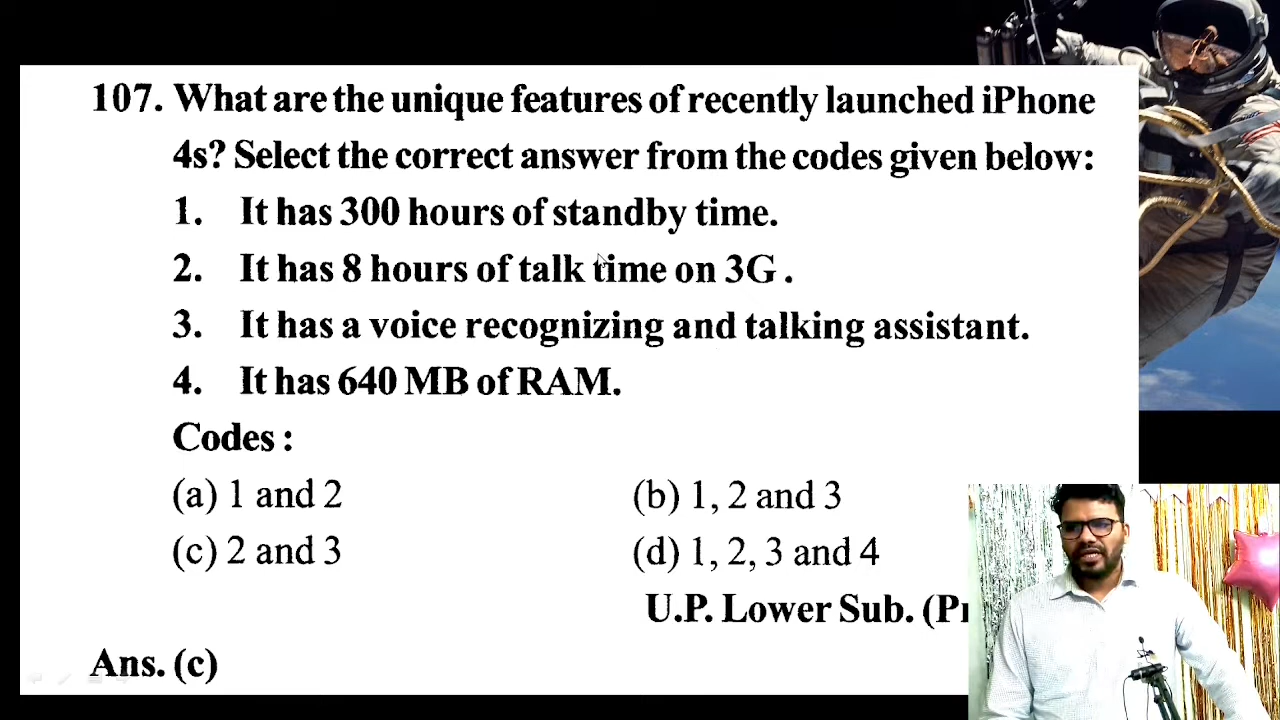 107. What are the unique features of recently launched iPhone
4s? Select the correct answer from the codes given below:
1. It has 300 hours of standby time.
2. It has 8 hours of talk time on 3G .
3. It has a voice recognizing and talking assistant.
4. It has 640 MB of RAM.
Codes :
(a) 1 and 2 (b) 1, 2 and 3
(c) 2 and 3 (d) 1, 2, 3 and 4
U.P. Lower Sub.
Ans. (c)